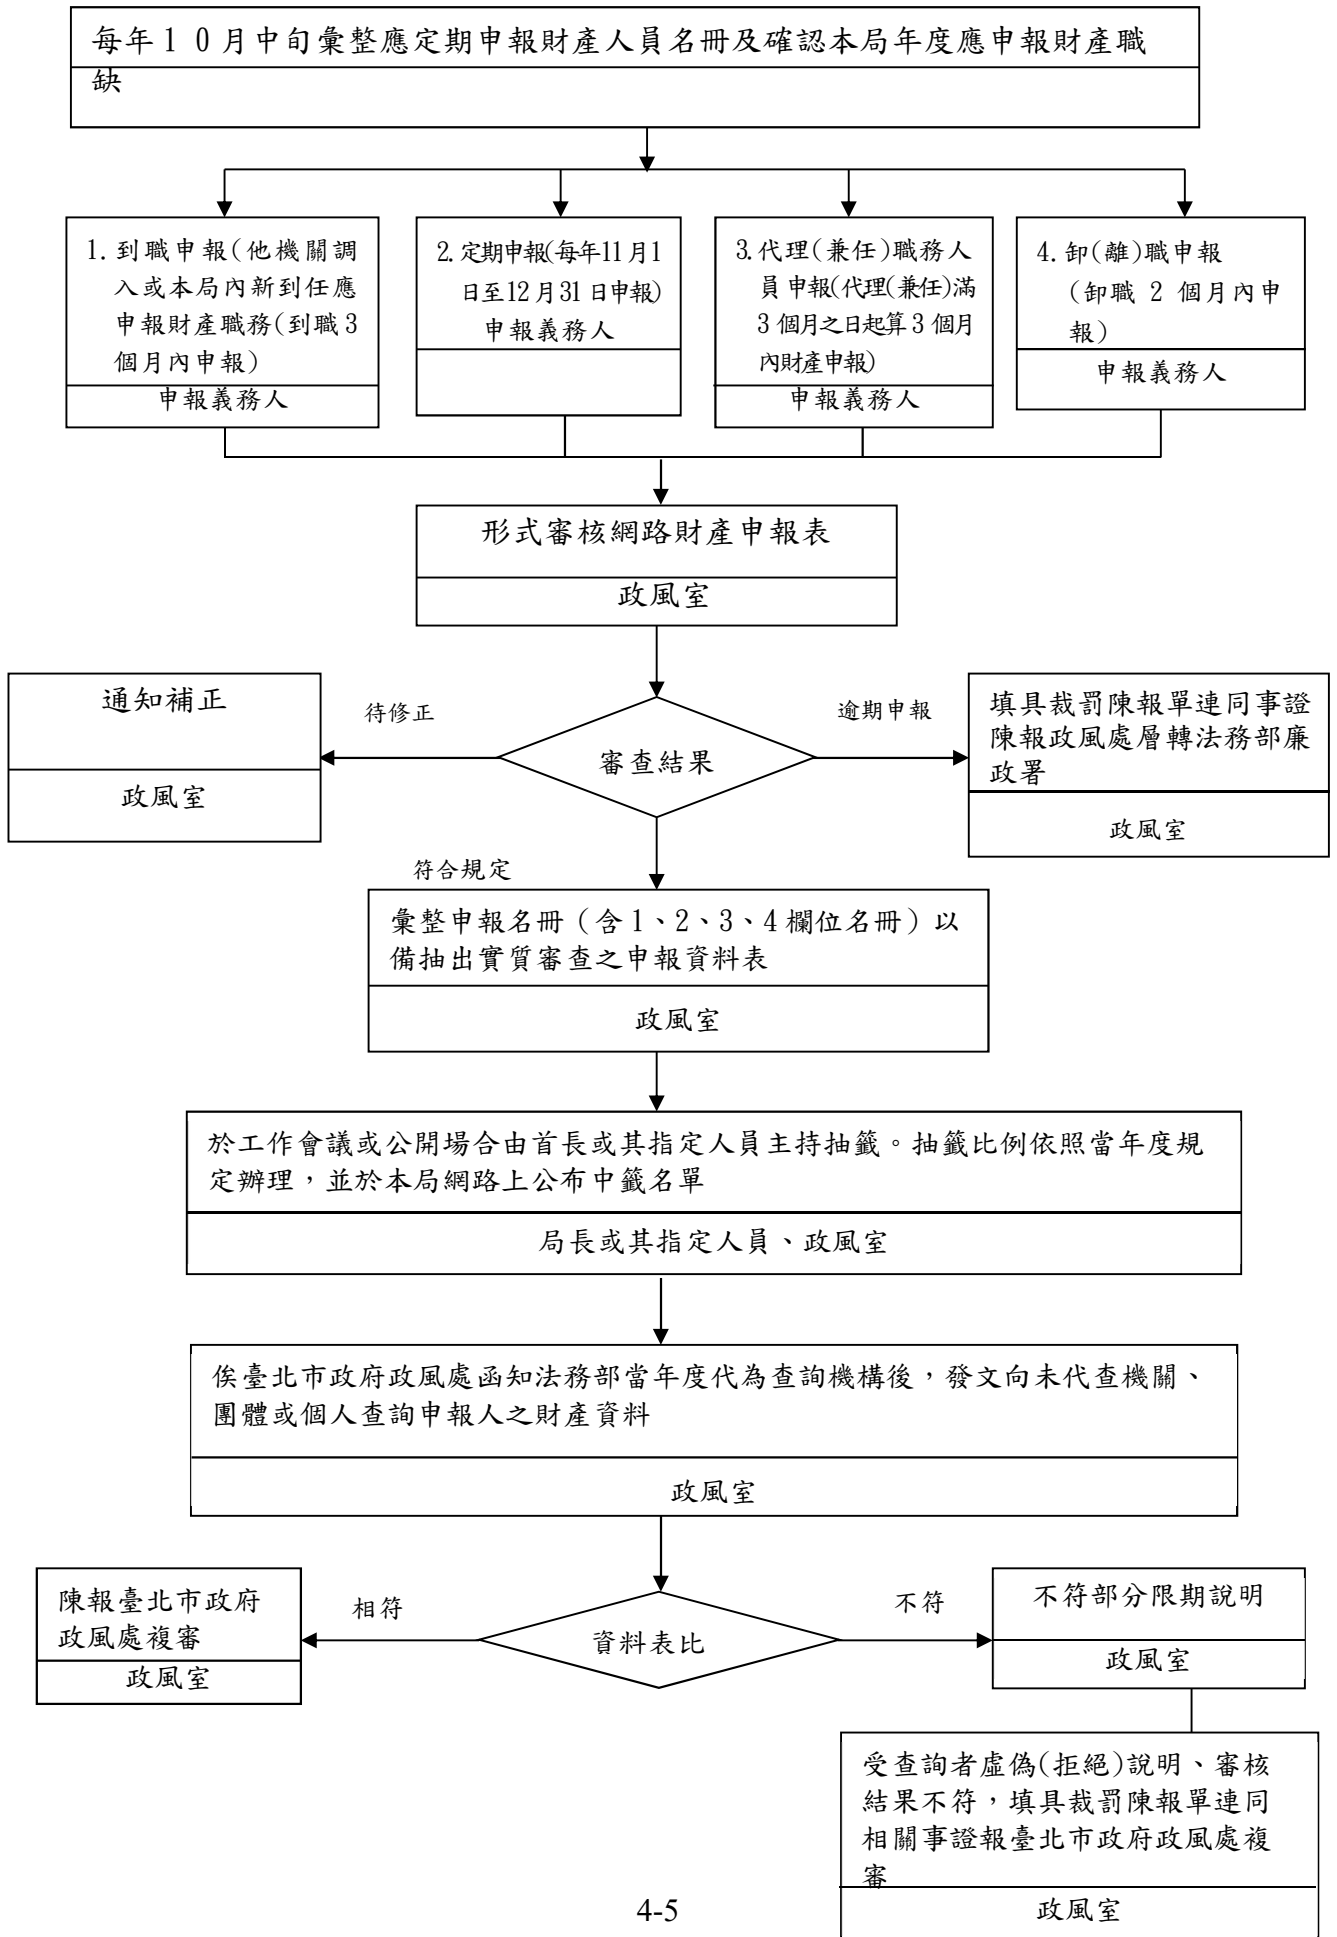 每年10月中旬彙整應定期申報財產人員名冊及確認本局年度應申報財產職
缺
1.到職申報(他機關調
入或本局內新到任應
申報財產職務(到職3
個月內申報)
申報義務人
2.定期申報(每年11月1
日至12月31日申報)
申報義務人
3.代理(兼任)職務人
員申報(代理(兼任)滿
3個月之日起算3個月
內財產申報)
申報義務人
4.卸(離)職申報
(卸職 2 個月內申
報)
申報義務人
形式審核網路財產申報表
政風室
通知補正
政風室
待修正
審查結果
逾期申報
填具裁罰陳報單連同事證
陳報政風處層轉法務部廉
政署
政風室
符合規定
彙整申報名冊（含1、2、3、4欄位名冊）以
備抽出實質審查之申報資料表
政風室
於工作會議或公開場合由首長或其指定人員主持抽籤。抽籤比例依照當年度規
定辦理，並於本局網路上公布中籤名單
局長或其指定人員、政風室
俟臺北市政府政風處函知法務部當年度代為查詢機構後，發文向未代查機關、
團體或個人查詢申報人之財產資料
政風室
陳報臺北市政府
政風處複審
政風室
相符
資料表比
不符
不符部分限期說明
政風室
受查詢者虛偽(拒絕)說明、審核
結果不符，填具裁罰陳報單連同
相關事證報臺北市政府政風處複
審
政風室
4-5